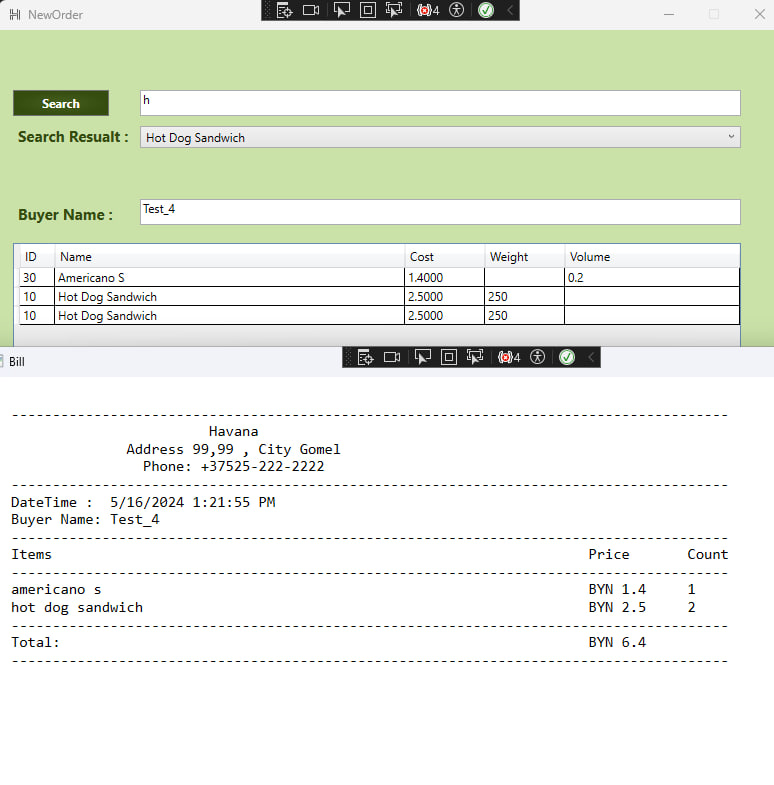 NewOrder
4
Search
h
Search Resualt :
Hot Dog Sandwich
Buyer Name :
Test_4
ID Name Cost Weight Volume
30 Americano S 1.4000 0.2
10 Hot Dog Sandwich 2.5000 250
10 Hot Dog Sandwich 2.5000 250
Bill
4
--------------------------------------------------------------------------------
Havana
Address 99,99 , City Gomel
Phone: +37525-222-2222
--------------------------------------------------------------------------------
DateTime : 5/16/2024 1:21:55 PM
Buyer Name: Test_4
--------------------------------------------------------------------------------
Items Price Count
--------------------------------------------------------------------------------
americano s BYN 1.4 1
hot dog sandwich BYN 2.5 2
--------------------------------------------------------------------------------
Total: BYN 6.4
--------------------------------------------------------------------------------